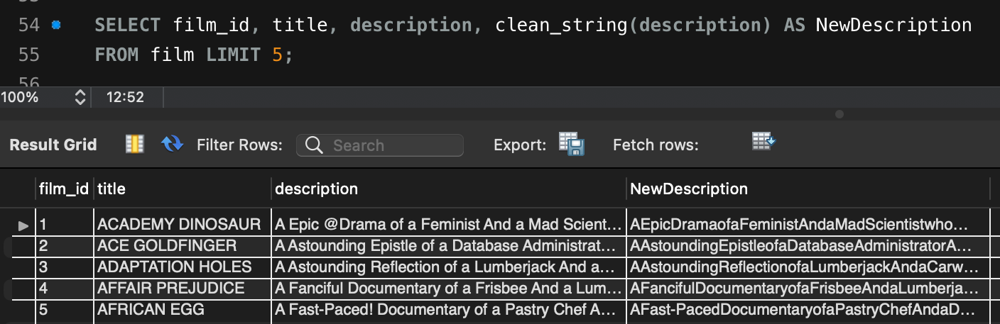 54 SELECT film_id, title, description, clean_string(description) AS NewDescription
55 FROM film LIMIT 5;
56
100% 12:52
Result Grid Filter Rows: Search Export: Fetch rows:
film_id title description NewDescription
1 ACADEMY DINOSAUR A Epic @Drama of a Feminist And a Mad Scient... AEpicDramaofaFeministAndaMadScientistwho...
2 ACE GOLDFINGER A Astounding Epistle of a Database Administrat... AAstoundingEpistleofaDatabaseAdministratorA...
3 ADAPTATION HOLES A Astounding Reflection of a Lumberjack And a... AAstoundingReflectionofaLumberjackAndaCarw...
4 AFFAIR PREJUDICE A Fanciful Documentary of a Frisbee And a Lum... AFancifulDocumentaryofaFrisbeeAndaLumberja...
5 AFRICAN EGG A Fast-Paced! Documentary of a Pastry Chef A... AFast-PacedDocumentaryofaPastryChefAndaD...